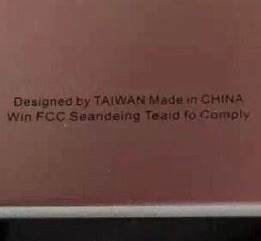 Designed by TAIWAN Made in CHINA
Win FCC Seandeing Teaid fo Comply